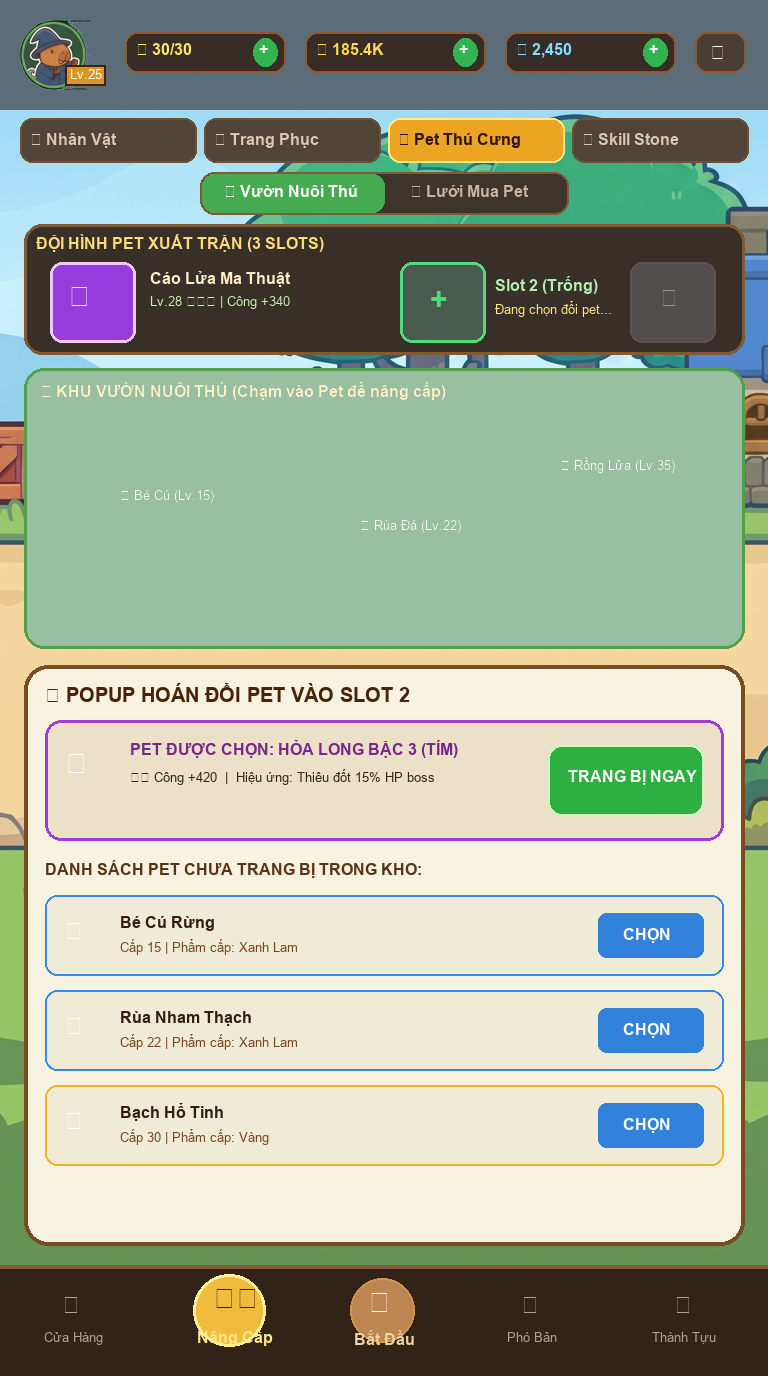 Lv.25
30/30 +
185.4K +
2,450 +
Nhân Vật
Trang Phục
Pet Thú Cưng
Skill Stone
Vườn Nuôi Thú
Lưới Mua Pet
ĐỘI HÌNH PET XUẤT TRẬN (3 SLOTS)
Cáo Lửa Ma Thuật
Lv.28 | Công +340
+
Slot 2 (Trống)
Đang chọn đổi pet...
KHU VƯỜN NUÔI THÚ (Chạm vào Pet để nâng cấp)
Rồng Lửa (Lv.35)
Bé Cú (Lv.15)
Rùa Đá (Lv.22)
POPUP HOÁN ĐỔI PET VÀO SLOT 2
PET ĐƯỢC CHỌN: HỎA LONG BẬC 3 (TÍM)
Công +420 | Hiệu ứng: Thiêu đốt 15% HP boss
TRANG BỊ NGAY
DANH SÁCH PET CHƯA TRANG BỊ TRONG KHO:
Bé Cú Rừng
Cấp 15 | Phẩm cấp: Xanh Lam
CHỌN
Rùa Nham Thạch
Cấp 22 | Phẩm cấp: Xanh Lam
CHỌN
Bạch Hổ Tinh
Cấp 30 | Phẩm cấp: Vàng
CHỌN
Cửa Hàng
Nâng Cấp
Bắt Đầu
Phó Bản
Thành Tựu